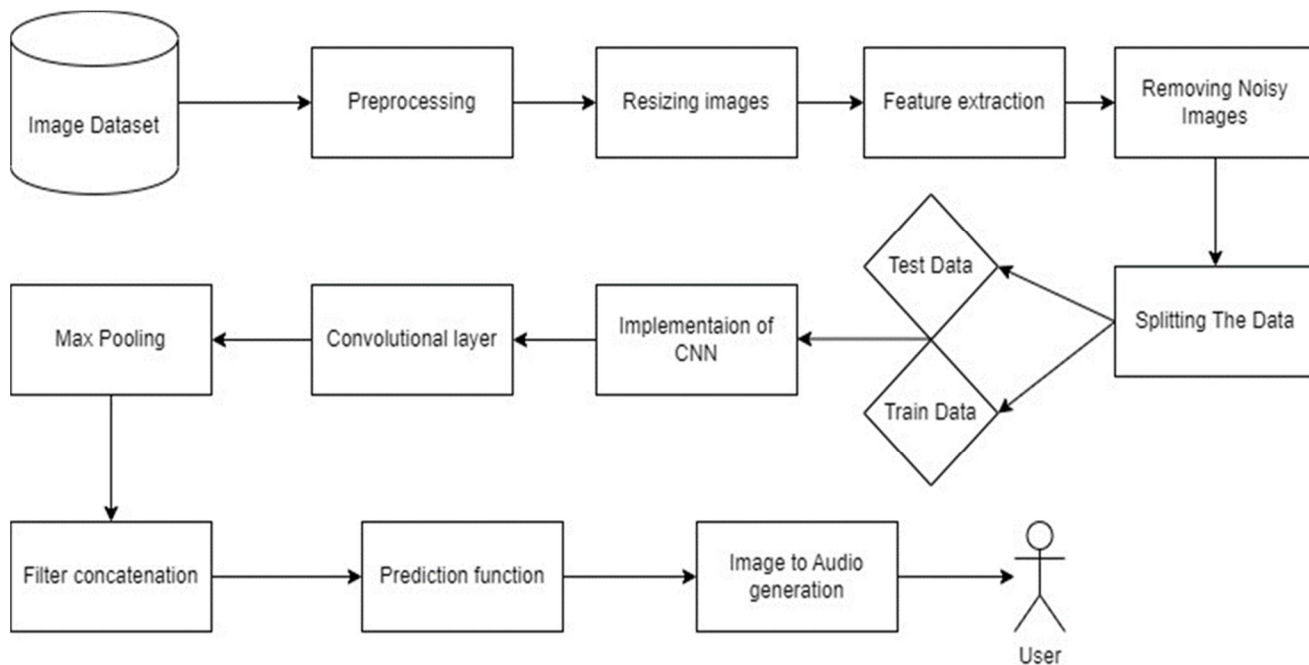 Image Dataset
Preprocessing
Resizing images
Feature extraction
Removing Noisy
Images
Splitting The Data
Test Data
Train Data
Implementaion of
CNN
Convolutional layer
Max Pooling
Filter concatenation
Prediction function
Image to Audio
generation
User